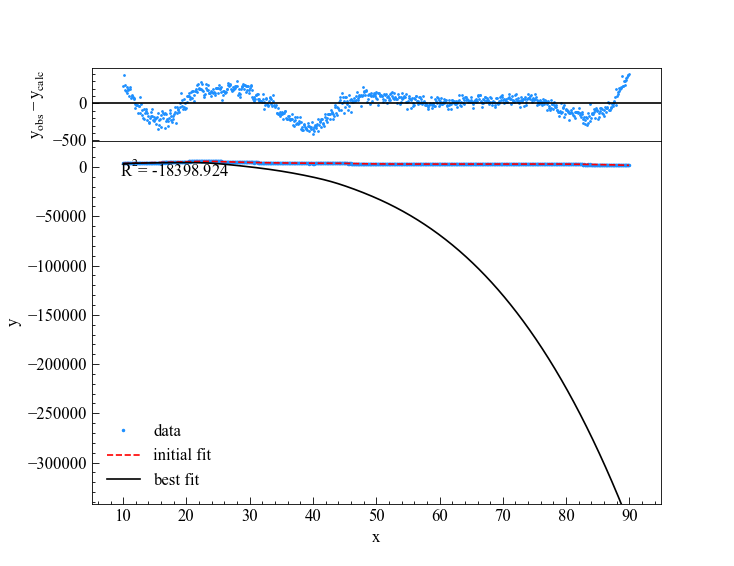 y_obs − y_calc
0
−500
R² = -18398.924
0
−50000
−100000
−150000
−200000
−250000
−300000
y
data
initial fit
best fit
10 20 30 40 50 60 70 80 90
x